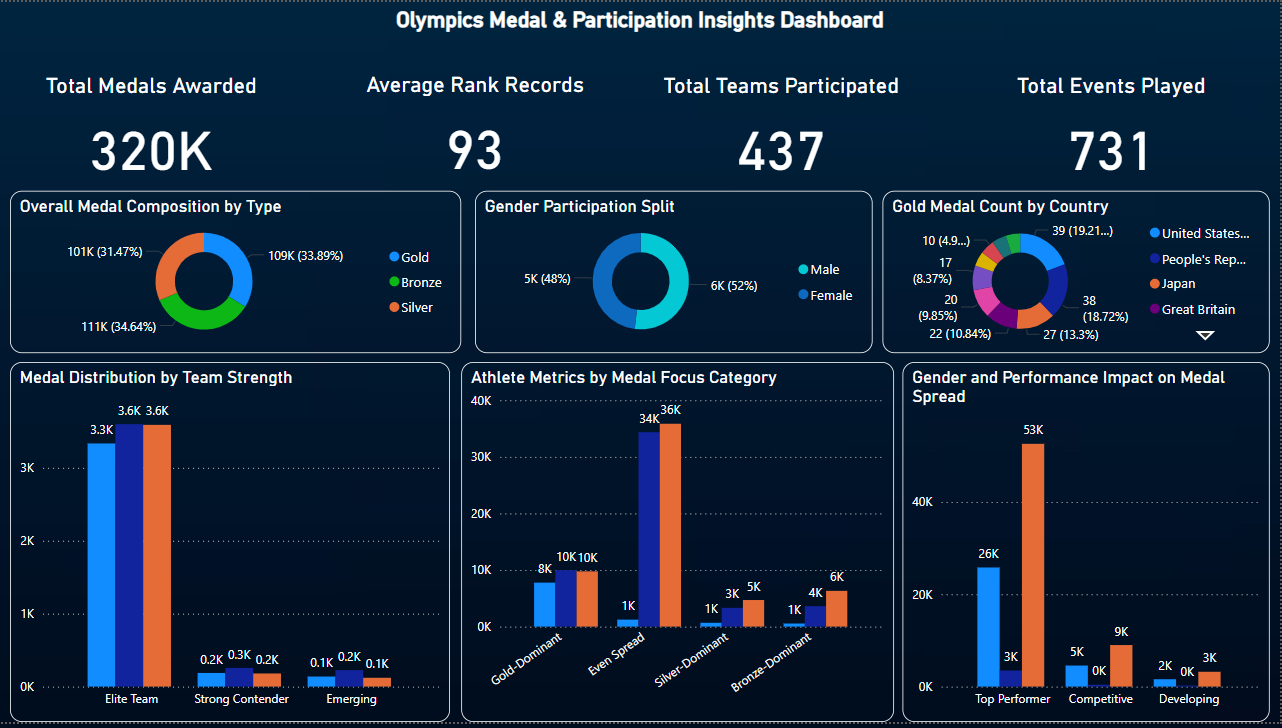 Olympics Medal & Participation Insights Dashboard
Total Medals Awarded
320K
Average Rank Records
93
Total Teams Participated
437
Total Events Played
731
Overall Medal Composition by Type
101K (31.47%)
109K (33.89%)
111K (34.64%)
Gold
Bronze
Silver
Gender Participation Split
5K (48%)
6K (52%)
Male
Female
Gold Medal Count by Country
39 (19.21...)
10 (4.9...)
17
(8.37%)
20
(9.85%)
22 (10.84%)
27 (13.3%)
38
(18.72%)
United States...
People's Rep...
Japan
Great Britain
Medal Distribution by Team Strength
3K
2K
1K
0K
3.3K
3.6K
3.6K
0.2K
0.3K
0.2K
0.1K
0.2K
0.1K
Elite Team
Strong Contender
Emerging
Athlete Metrics by Medal Focus Category
40K
30K
20K
10K
0K
8K
10K
10K
1K
34K
36K
1K
3K
5K
1K
4K
6K
Gold-Dominant
Even Spread
Silver-Dominant
Bronze-Dominant
Gender and Performance Impact on Medal
Spread
40K
20K
0K
26K
3K
53K
5K
0K
9K
2K
0K
3K
Top Performer
Competitive
Developing